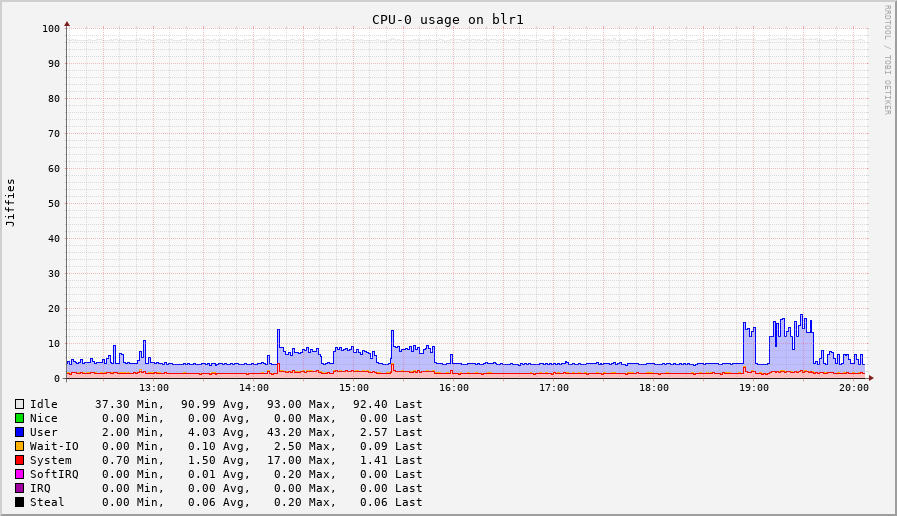 CPU-0 usage on blr1
RRDTOOL / TOBI OETIKER
Jiffies
100
90
80
70
60
50
40
30
20
10
0
13:00 14:00 15:00 16:00 17:00 18:00 19:00 20:00
Idle 37.30 Min, 90.99 Avg, 93.00 Max, 92.40 Last
Nice 0.00 Min, 0.00 Avg, 0.00 Max, 0.00 Last
User 2.00 Min, 4.03 Avg, 43.20 Max, 2.57 Last
Wait-IO 0.00 Min, 0.10 Avg, 2.50 Max, 0.09 Last
System 0.70 Min, 1.50 Avg, 17.00 Max, 1.41 Last
SoftIRQ 0.00 Min, 0.01 Avg, 0.20 Max, 0.00 Last
IRQ 0.00 Min, 0.00 Avg, 0.00 Max, 0.00 Last
Steal 0.00 Min, 0.06 Avg, 0.20 Max, 0.06 Last